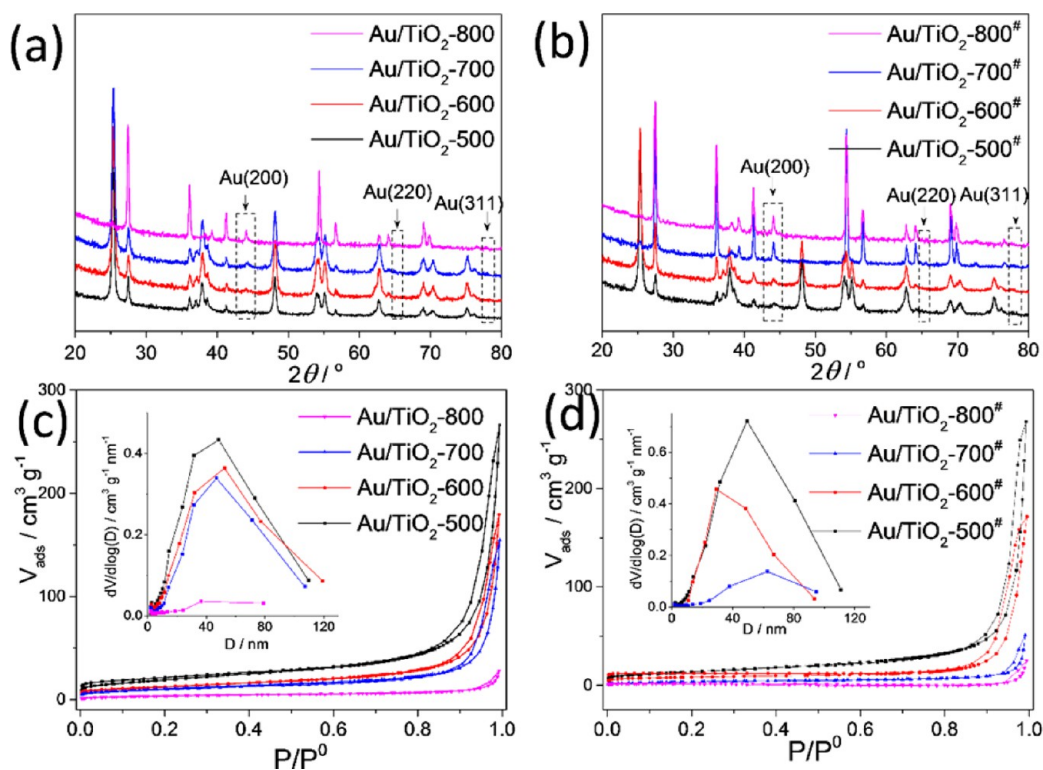 (a)
Au/TiO₂-800
Au/TiO₂-700
Au/TiO₂-600
Au/TiO₂-500
Au(200)
Au(220)
Au(311)
20 30 40 50 60 70 80
2θ / °
(b)
Au/TiO₂-800#
Au/TiO₂-700#
Au/TiO₂-600#
Au/TiO₂-500#
Au(200)
Au(220)
Au(311)
20 30 40 50 60 70 80
2θ / °
(c)
Au/TiO₂-800
Au/TiO₂-700
Au/TiO₂-600
Au/TiO₂-500
300
200
100
0
V_ads / cm³ g⁻¹
0.0 0.2 0.4 0.6 0.8 1.0
P/P⁰
dV/dlog(D) / cm³ g⁻¹ nm⁻¹
0.4
0.2
0.0
0 40 80 120
D / nm
(d)
Au/TiO₂-800#
Au/TiO₂-700#
Au/TiO₂-600#
Au/TiO₂-500#
300
200
100
0
V_ads / cm³ g⁻¹
0.0 0.2 0.4 0.6 0.8 1.0
P/P⁰
dV/dlog(D) / cm³ g⁻¹ nm⁻¹
0.6
0.4
0.2
0.0
0 40 80 120
D / nm